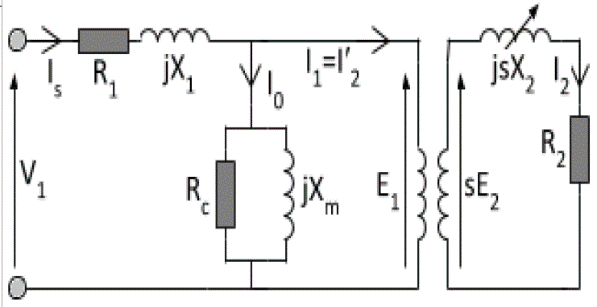 I_s
R_1
jX_1
I_0
I_1=I'_2
jsX_2
I_2
V_1
R_c
jX_m
E_1
sE_2
R_2